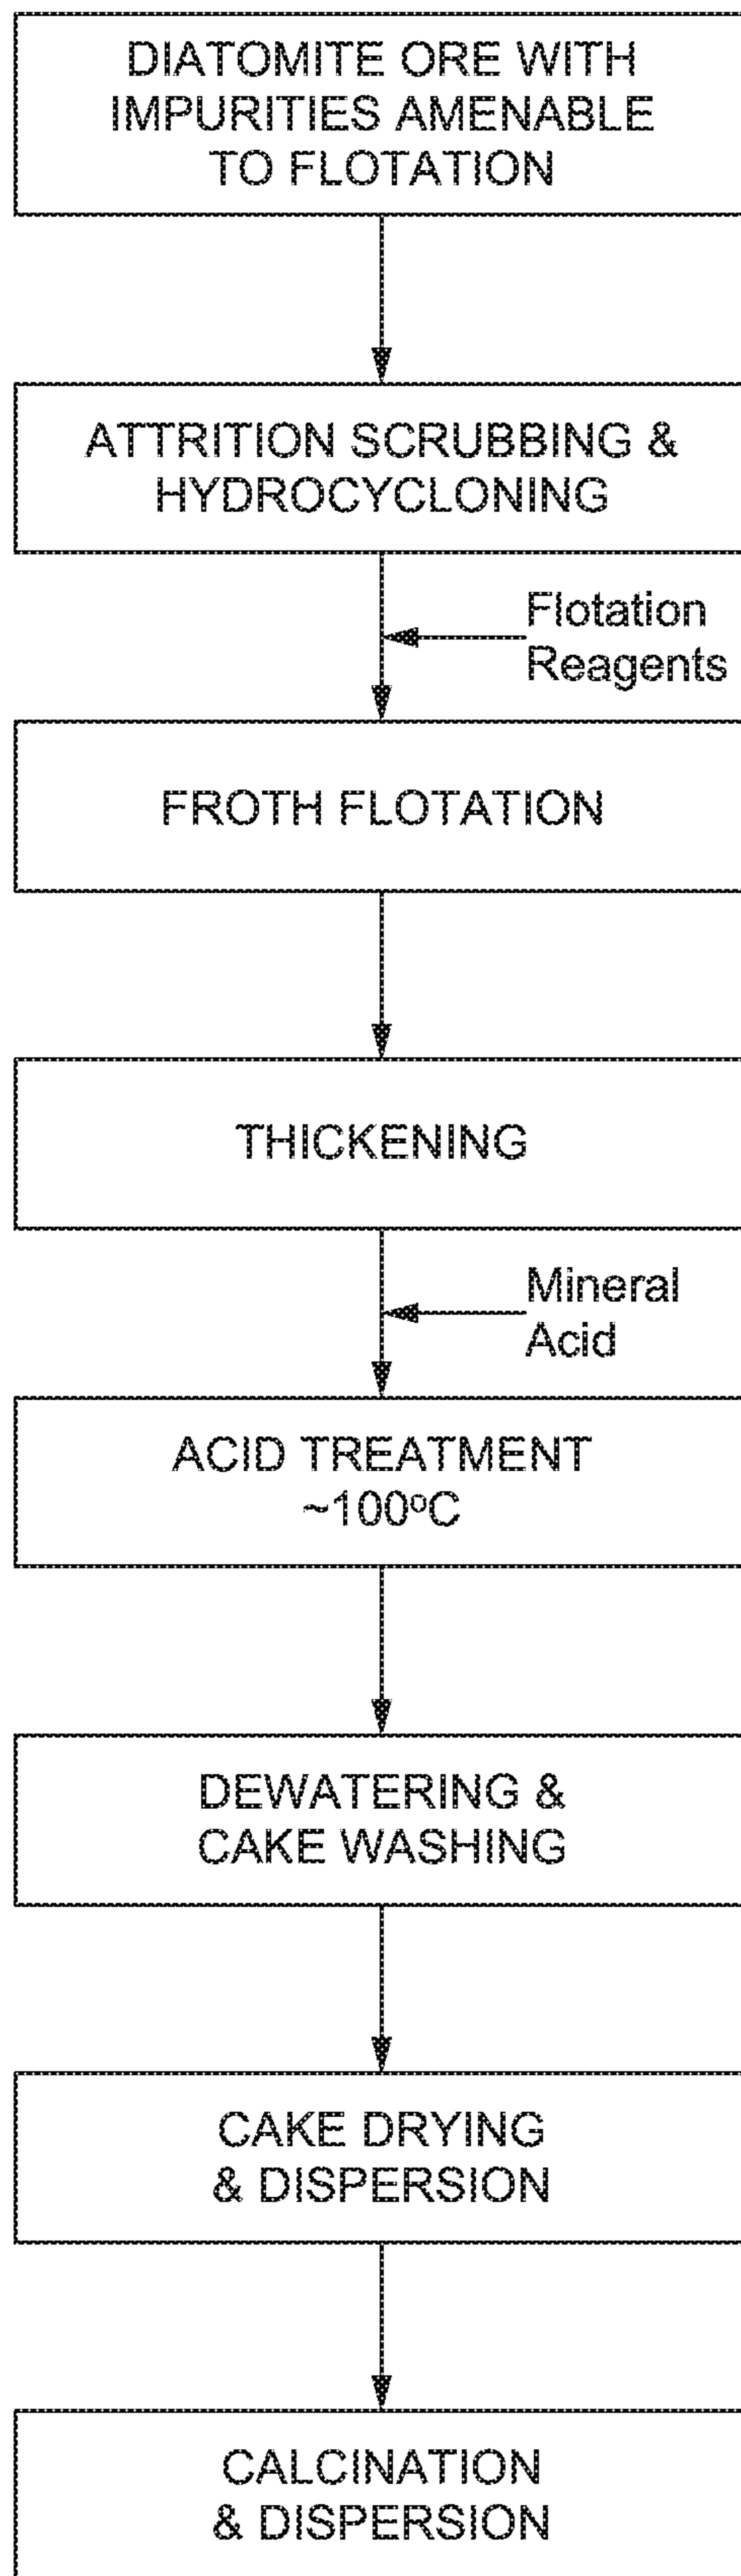 DIATOMITE ORE WITH
IMPURITIES AMENABLE
TO FLOTATION
ATTRITION SCRUBBING &
HYDROCYCLONING
Flotation
Reagents
FROTH FLOTATION
THICKENING
Mineral
Acid
ACID TREATMENT
~100°C
DEWATERING &
CAKE WASHING
CAKE DRYING
& DISPERSION
CALCINATION
& DISPERSION